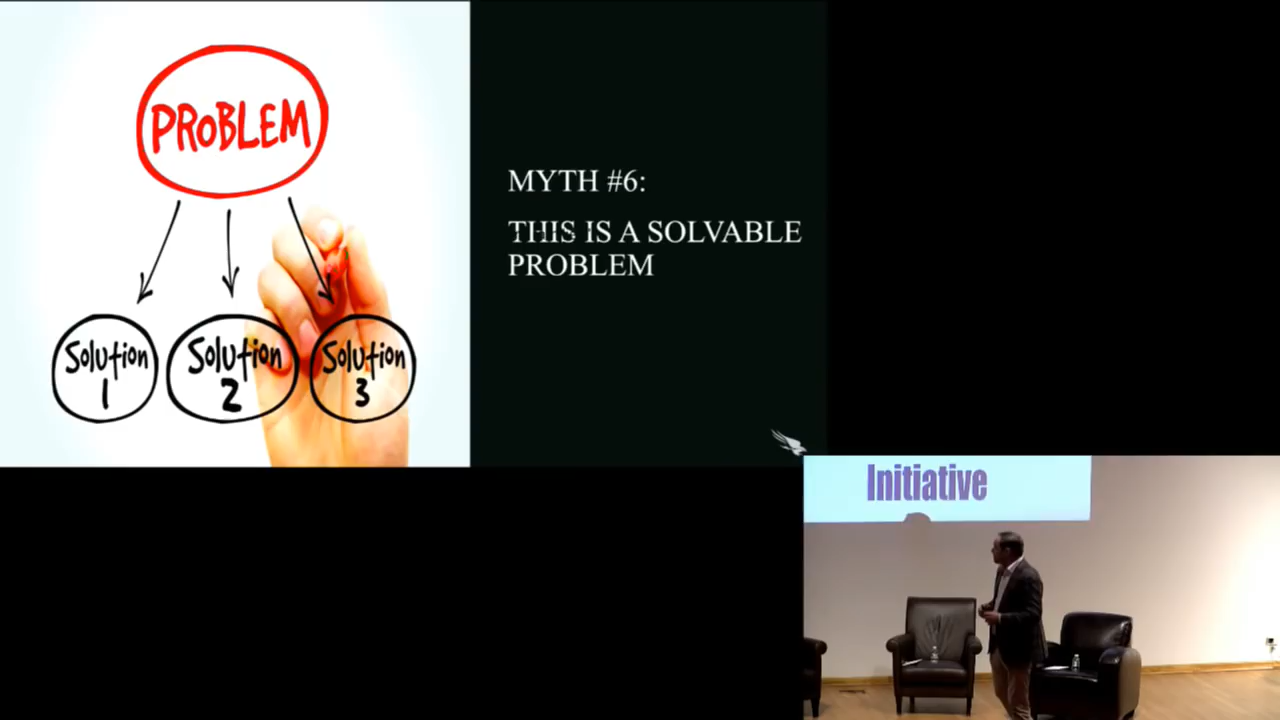 PROBLEM
Solution
1
Solution
2
Solution
3
MYTH #6:
THIS IS A SOLVABLE
PROBLEM
Initiative